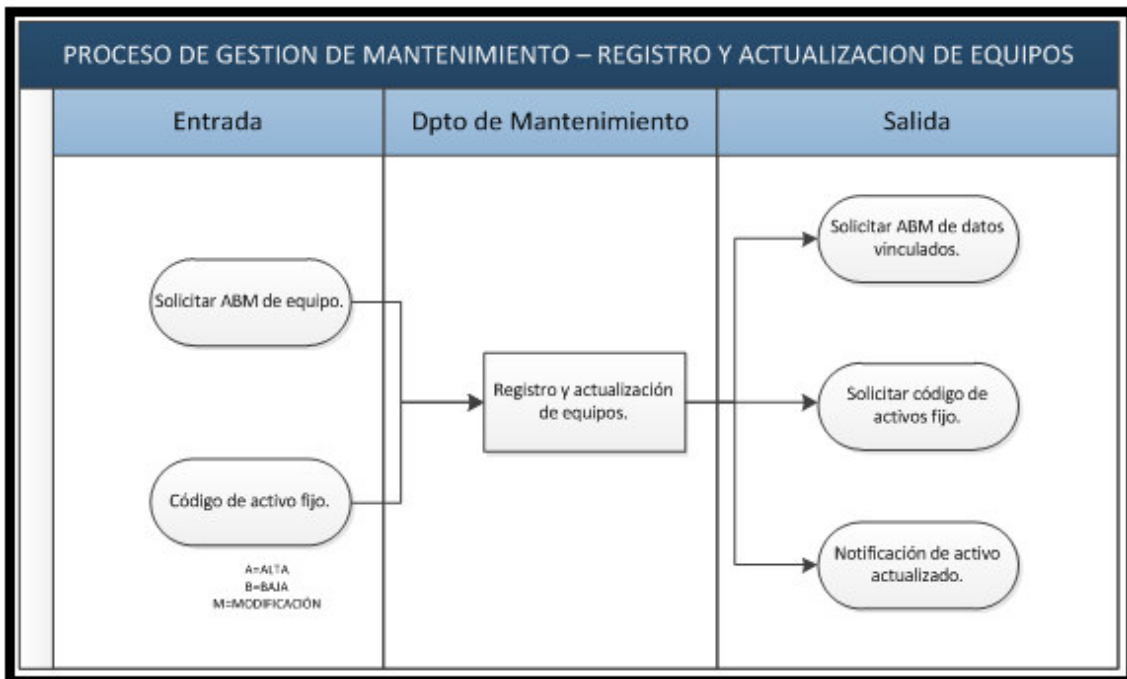 PROCESO DE GESTION DE MANTENIMIENTO – REGISTRO Y ACTUALIZACION DE EQUIPOS
Entrada
Dpto de Mantenimiento
Salida
Solicitar ABM de equipo.
Código de activo fijo.
A=ALTA
B=BAJA
M=MODIFICACIÓN
Registro y actualización
de equipos.
Solicitar ABM de datos
vinculados.
Solicitar código de
activos fijo.
Notificación de activo
actualizado.